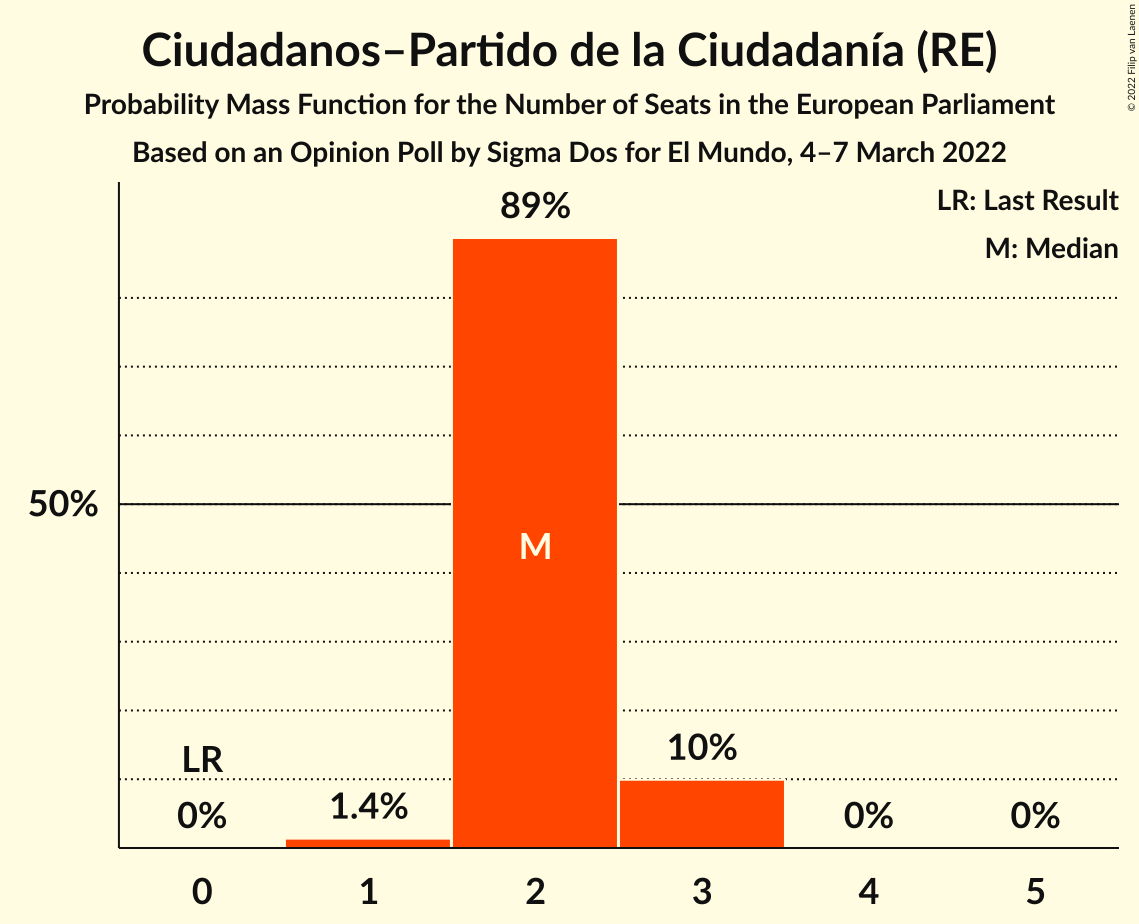 Ciudadanos–Partido de la Ciudadanía (RE)
Probability Mass Function for the Number of Seats in the European Parliament
Based on an Opinion Poll by Sigma Dos for El Mundo, 4–7 March 2022
© 2022 Filip van Laenen
LR: Last Result
M: Median
89%
50%
M
LR
0%
1.4%
10%
0%
0%
0 1 2 3 4 5